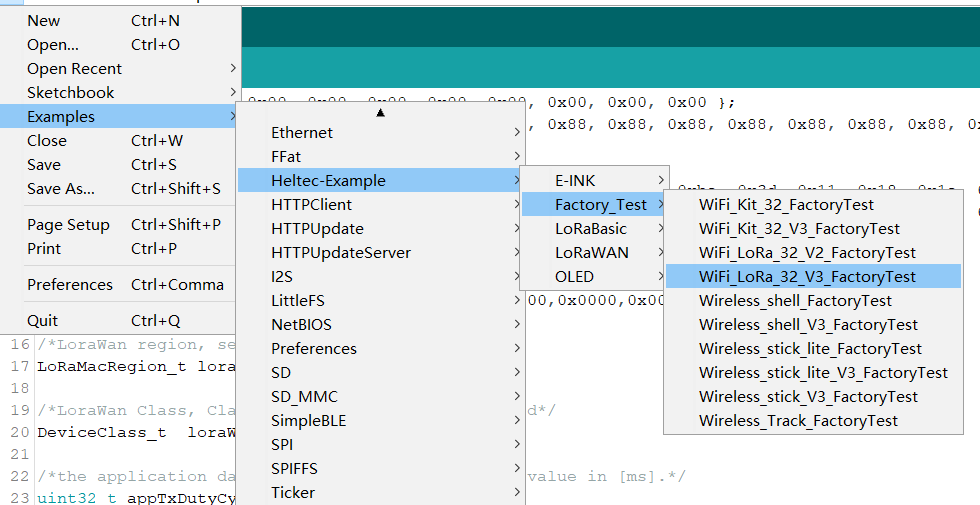 New Ctrl+N
Open... Ctrl+O
Open Recent
Sketchbook
Examples
Close Ctrl+W
Save Ctrl+S
Save As... Ctrl+Shift+S
Page Setup Ctrl+Shift+P
Print Ctrl+P
Preferences Ctrl+Comma
Quit Ctrl+Q
Ethernet
FFat
Heltec-Example
HTTPClient
HTTPUpdate
HTTPUpdateServer
I2S
LittleFS
NetBIOS
Preferences
SD
SD_MMC
SimpleBLE
SPI
SPIFFS
Ticker
E-INK
Factory_Test
LoRaBasic
LoRaWAN
OLED
WiFi_Kit_32_FactoryTest
WiFi_Kit_32_V3_FactoryTest
WiFi_LoRa_32_V2_FactoryTest
WiFi_LoRa_32_V3_FactoryTest
Wireless_shell_FactoryTest
Wireless_shell_V3_FactoryTest
Wireless_stick_lite_FactoryTest
Wireless_stick_lite_V3_FactoryTest
Wireless_stick_V3_FactoryTest
Wireless_Track_FactoryTest
, 0x00, 0x00, 0x00 };
, 0x88, 0x88, 0x88, 0x88, 0x88, 0x88, 0x88,
00,0x0000,0x00
16 /*LoraWan region, se
17 LoRaMacRegion_t lora
18
19 /*LoraWan Class, Cla d*/
20 DeviceClass_t loraW
21
22 /*the application da value in [ms].*/
23 uint32_t appTxDutyCy